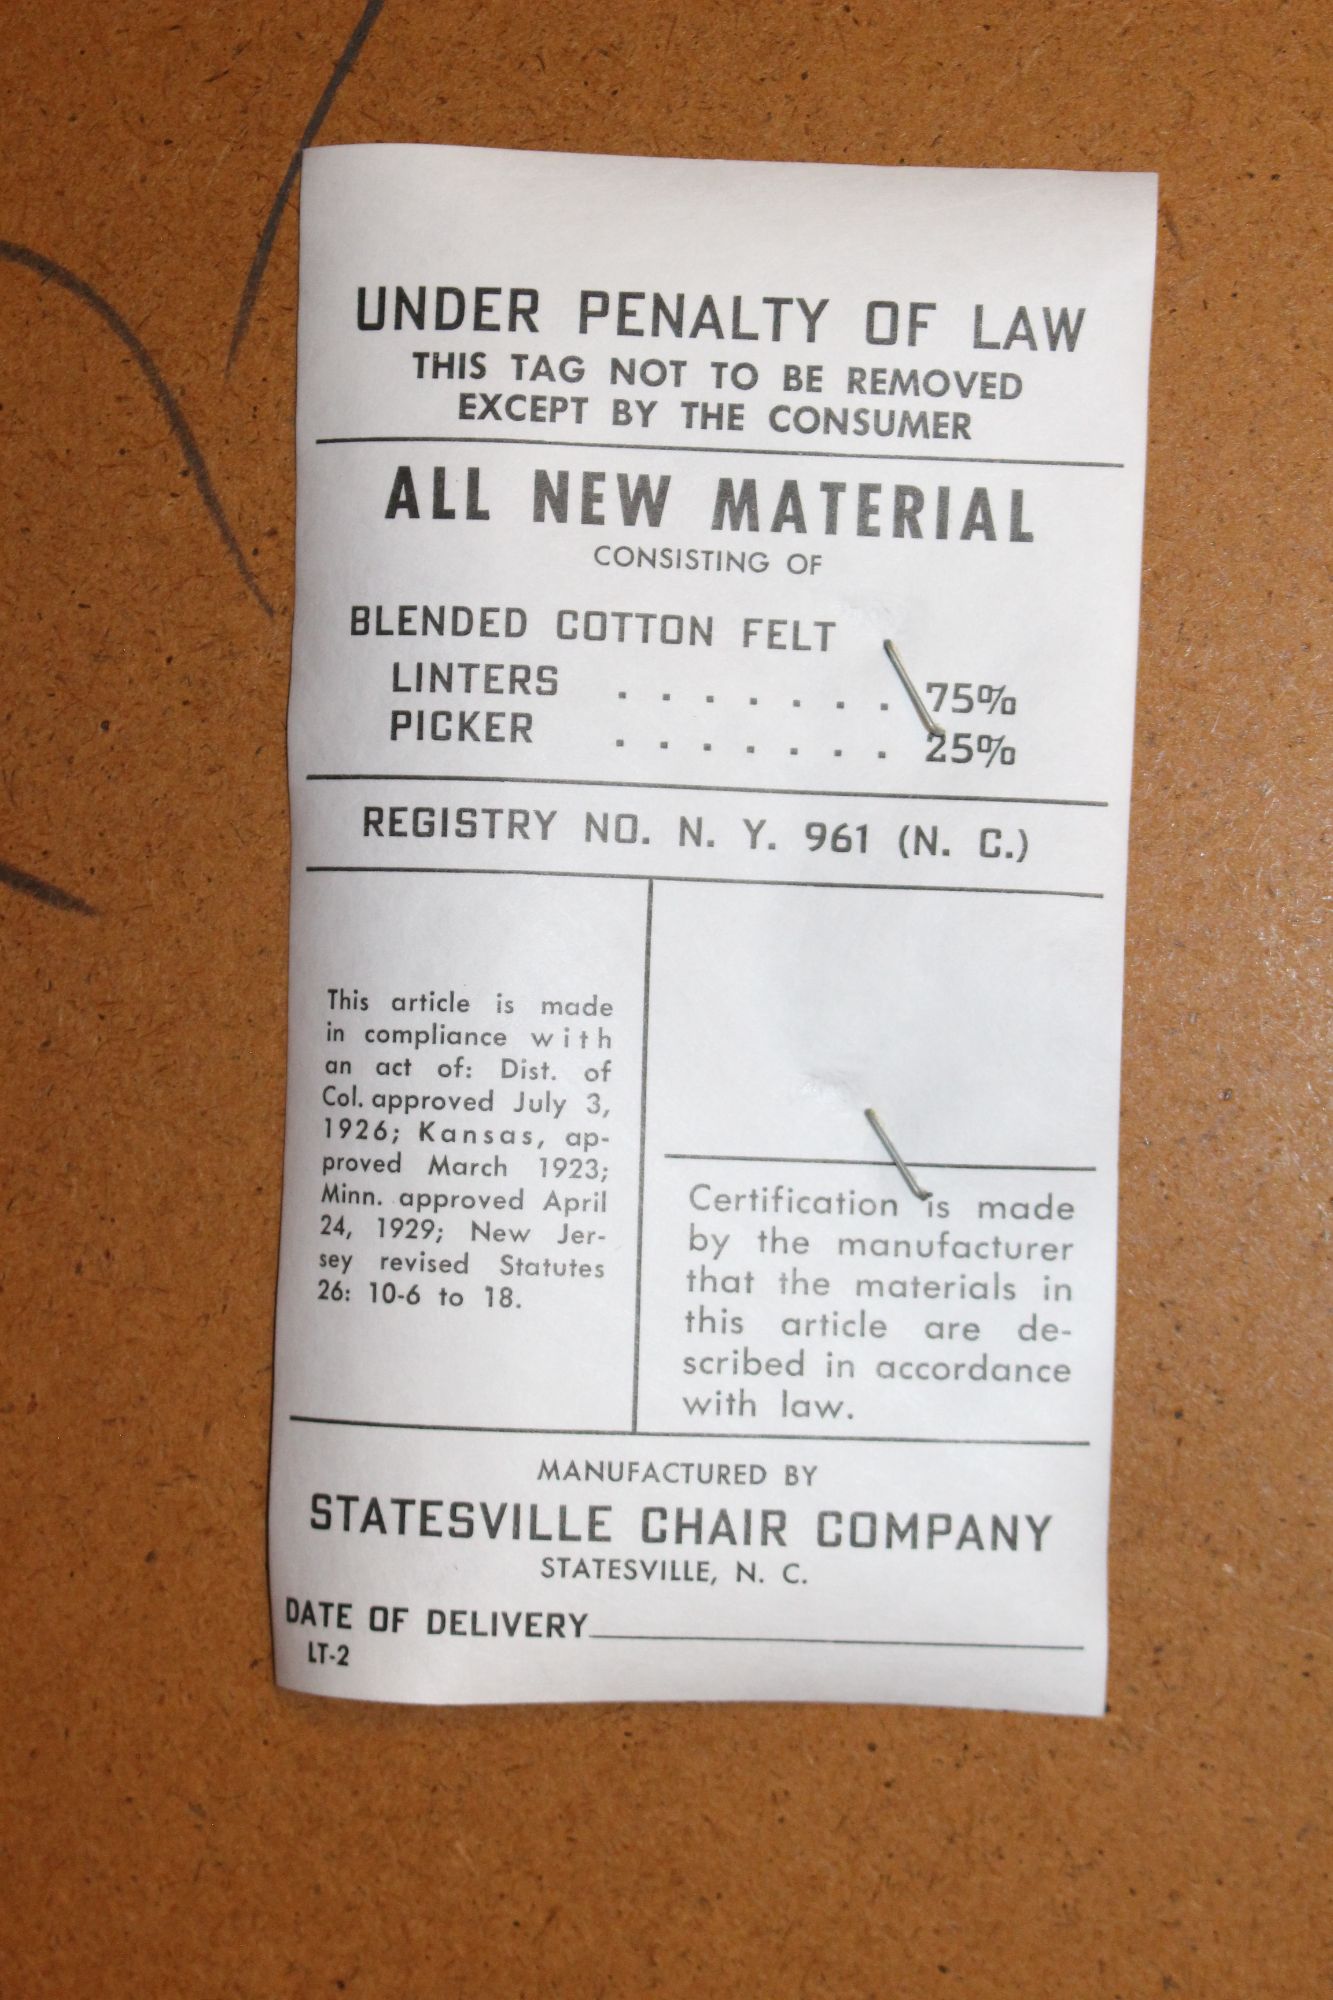 UNDER PENALTY OF LAW
THIS TAG NOT TO BE REMOVED
EXCEPT BY THE CONSUMER
ALL NEW MATERIAL
CONSISTING OF
BLENDED COTTON FELT
LINTERS . . . . . . . 75%
PICKER . . . . . . . 25%
REGISTRY NO. N. Y. 961 (N. C.)
This article is made
in compliance with
an act of: Dist. of
Col. approved July 3,
1926; Kansas, ap-
proved March 1923;
Minn. approved April
24, 1929; New Jer-
sey revised Statutes
26: 10-6 to 18.
Certification is made
by the manufacturer
that the materials in
this article are de-
scribed in accordance
with law.
MANUFACTURED BY
STATESVILLE CHAIR COMPANY
STATESVILLE, N. C.
DATE OF DELIVERY
LT-2